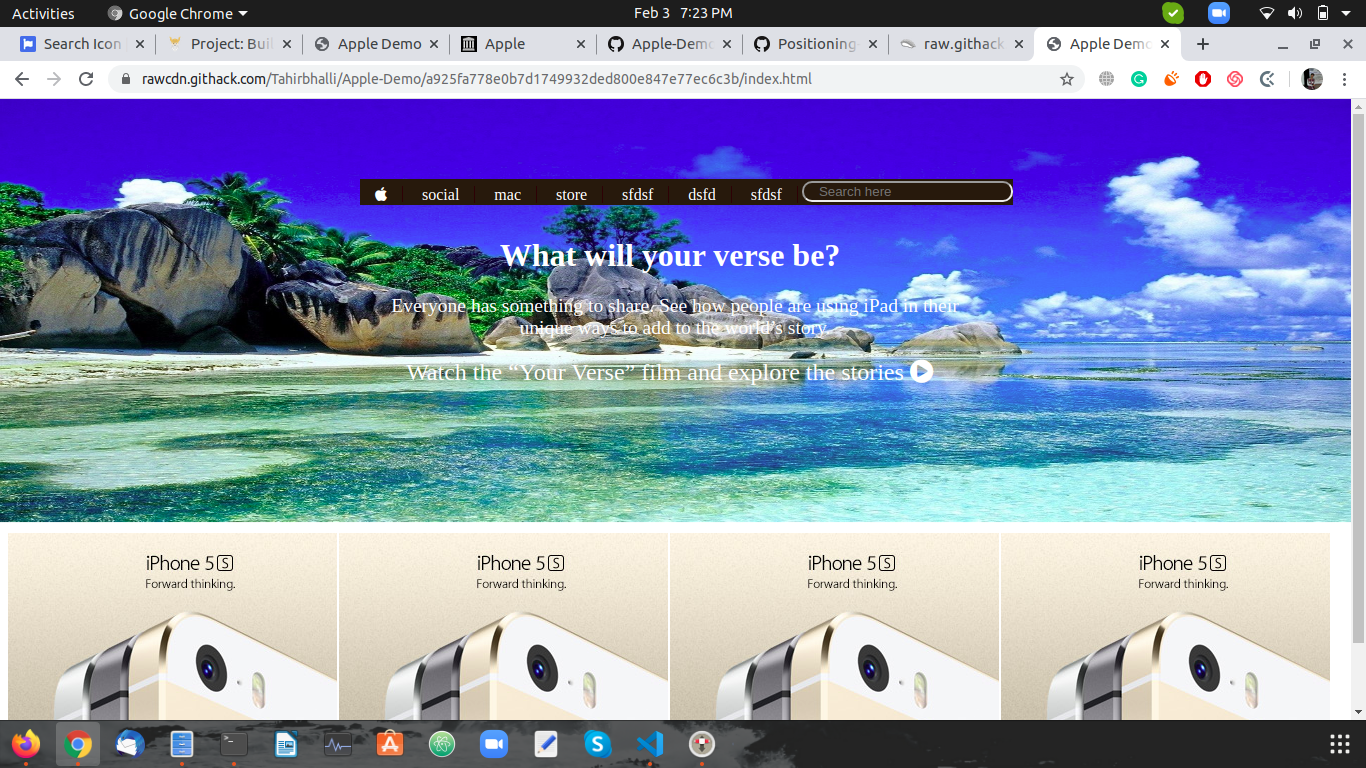 Activities Google Chrome Feb 3 7:23 PM
Search Icon Project: Buil Apple Demo Apple Apple-Demo Positioning- raw.githack Apple Demo
rawcdn.githack.com/Tahirbhalli/Apple-Demo/a925fa778e0b7d1749932ded800e847e77ec6c3b/index.html
social mac store sfdsf dsfd sfdsf Search here
What will your verse be?
Everyone has something to share. See how people are using iPad in their
unique ways to add to the world's story.
Watch the “Your Verse” film and explore the stories
iPhone 5S iPhone 5S iPhone 5S iPhone 5S
Forward thinking. Forward thinking. Forward thinking. Forward thinking.